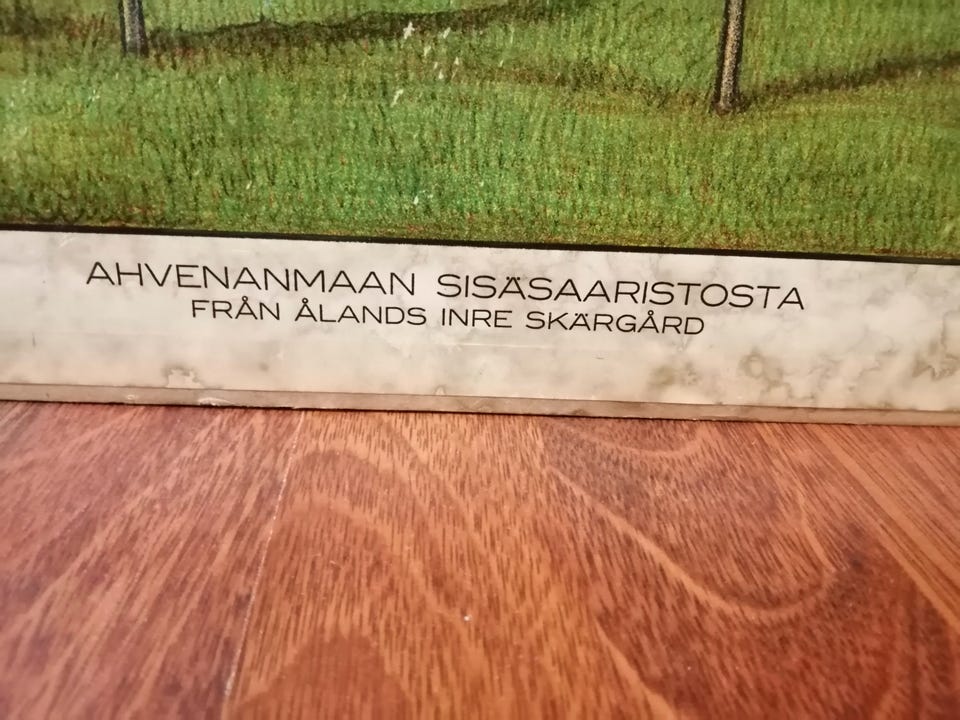 AHVENANMAAN SISÄSAARISTOSTA
FRÅN ÅLANDS INRE SKÄRGÅRD